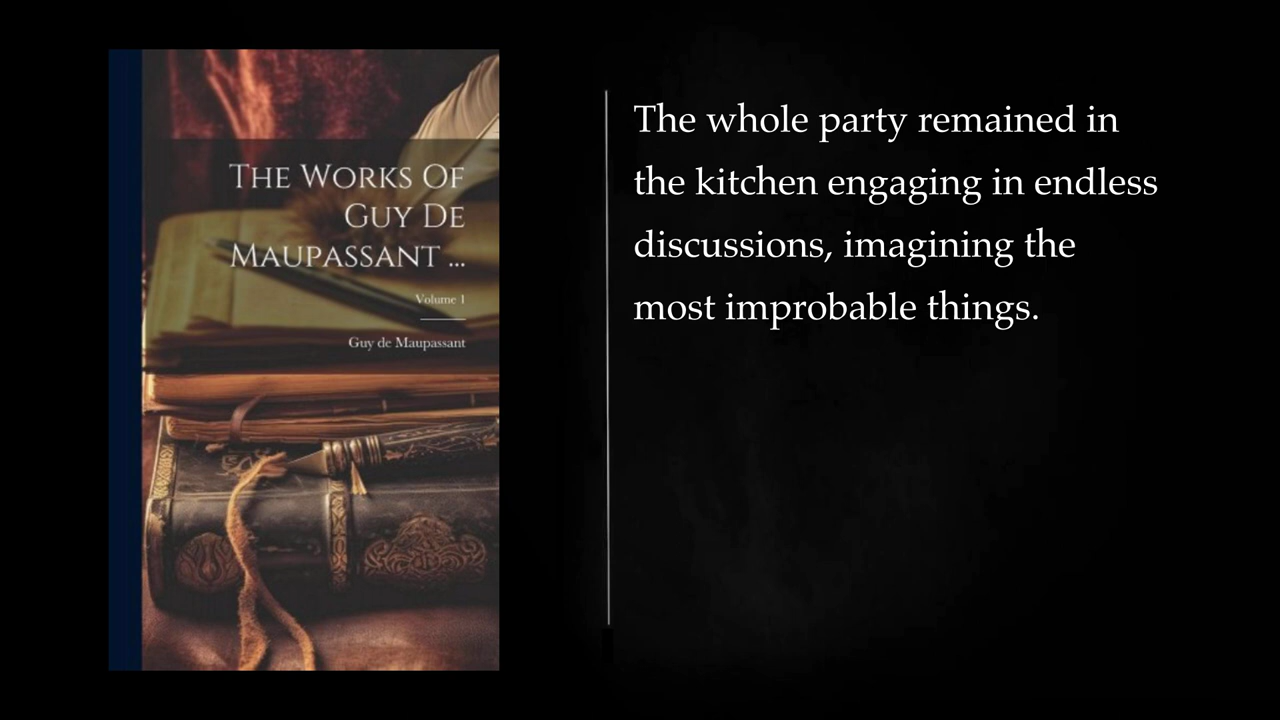 The Works Of
Guy De
Maupassant ...
Volume 1
Guy de Maupassant
The whole party remained in
the kitchen engaging in endless
discussions, imagining the
most improbable things.